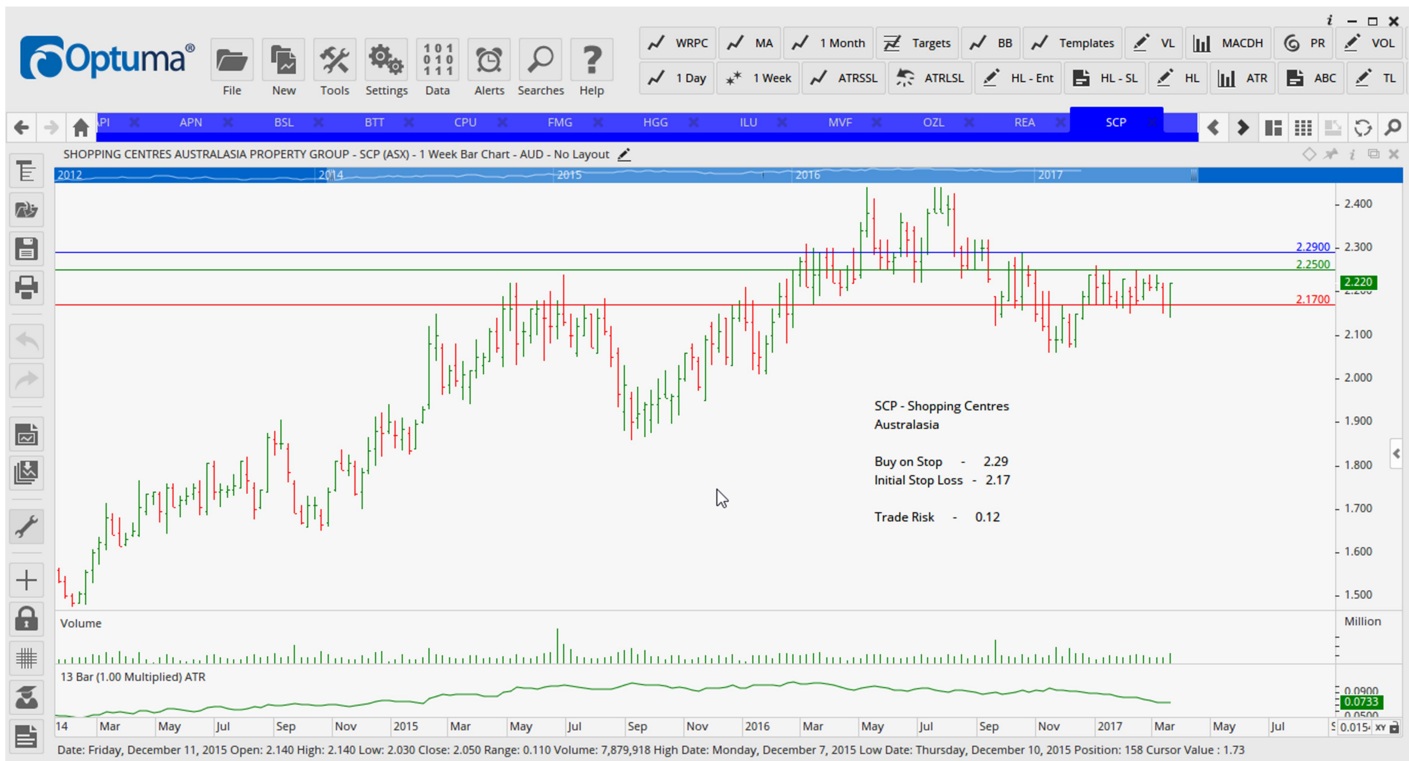 Optuma®
File New Tools Settings Data Alerts Searches Help
WRPC MA 1 Month Targets BB Templates VL MACDH PR VOL
1 Day 1 Week ATRSSL ATRLSL HL - Ent HL - SL HL ATR ABC TL
API APN BSL BTT CPU FMG HGG ILU MVF OZL REA SCP
SHOPPING CENTRES AUSTRALASIA PROPERTY GROUP - SCP (ASX) - 1 Week Bar Chart - AUD - No Layout
2012 2014 2015 2016 2017
2.400
2.2900 2.300
2.2500
2.220
2.1700
2.100
2.000
SCP - Shopping Centres
Australasia
1.900
Buy on Stop - 2.29
1.800
Initial Stop Loss - 2.17
Trade Risk - 0.12
1.700
1.600
1.500
Volume Million
13 Bar (1.00 Multiplied) ATR
0.0900
0.0733
0.0500
14 Mar May Jul Sep Nov 2015 Mar May Jul Sep Nov 2016 Mar May Jul Sep Nov 2017 Mar May Jul 0.015 XY
Date: Friday, December 11, 2015 Open: 2.140 High: 2.140 Low: 2.030 Close: 2.050 Range: 0.110 Volume: 7,879,918 High Date: Monday, December 7, 2015 Low Date: Thursday, December 10, 2015 Position: 158 Cursor Value : 1.73